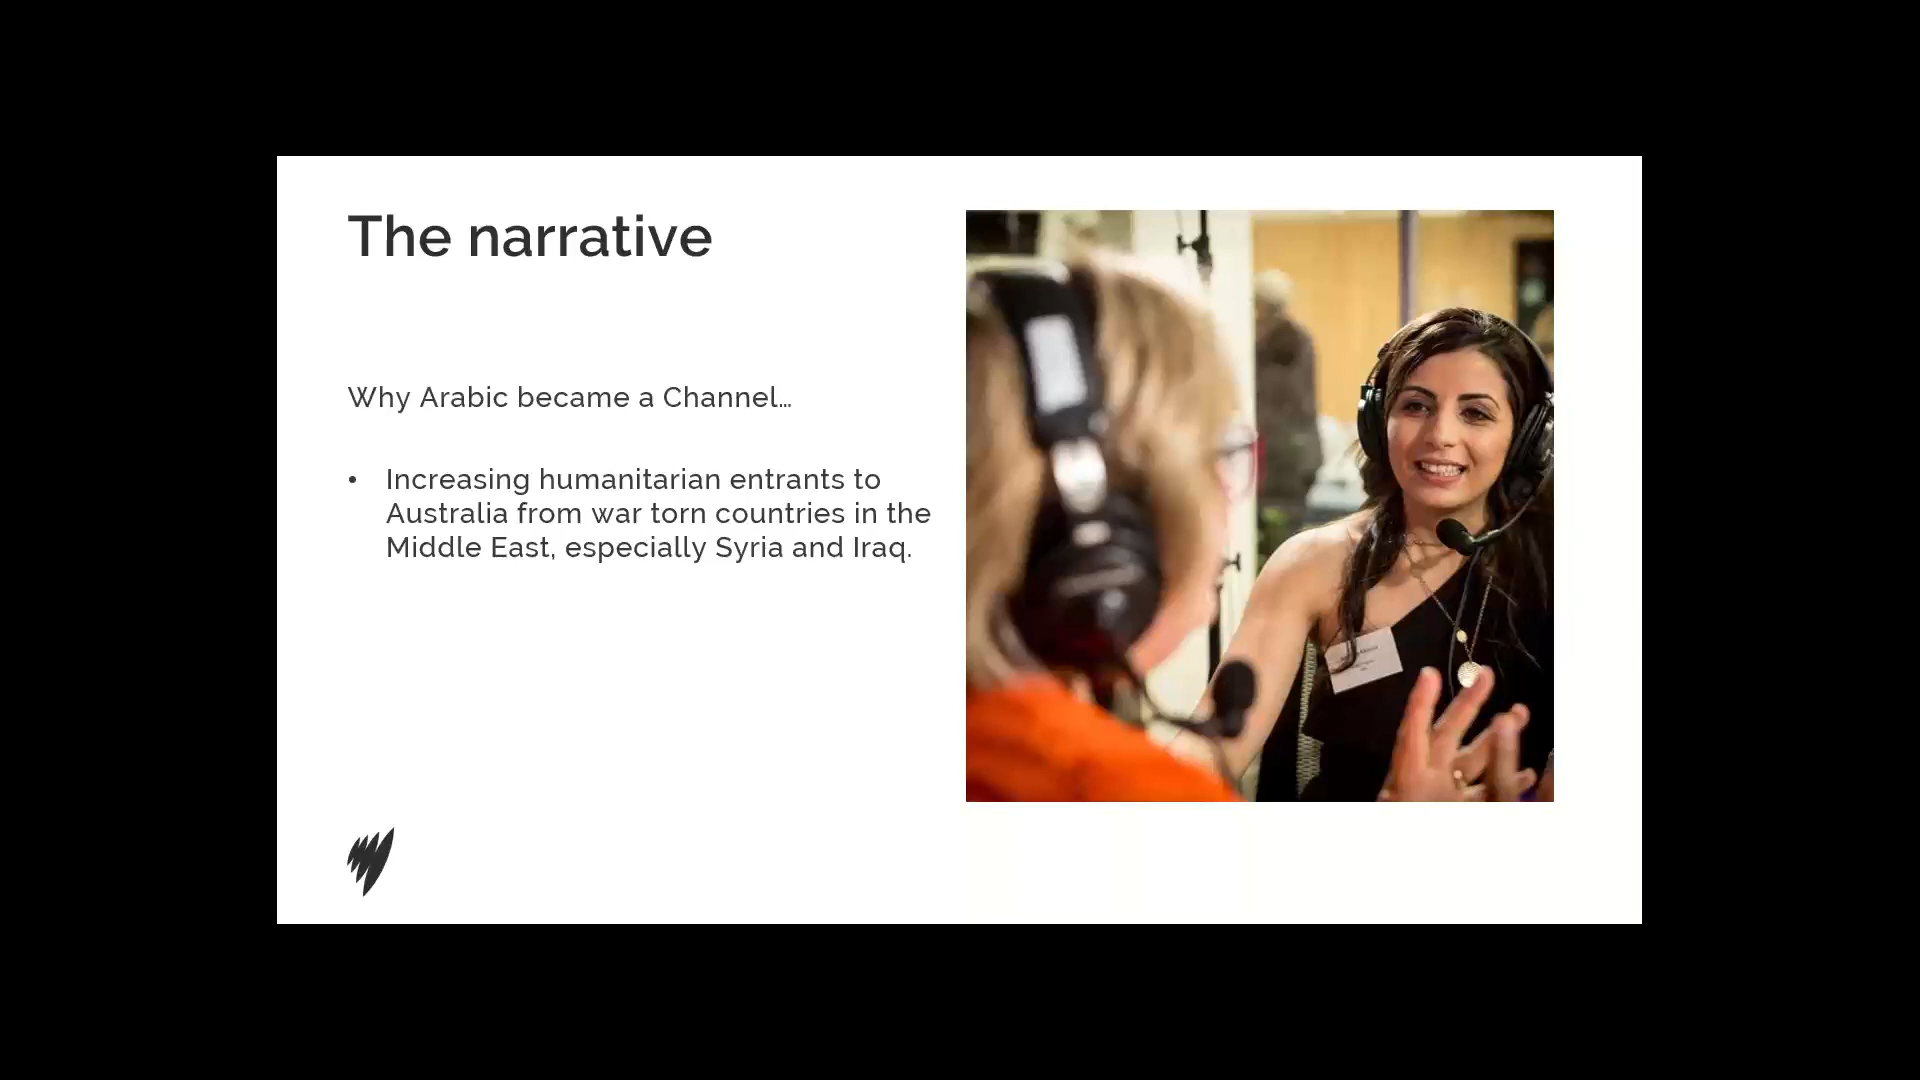 The narrative
Why Arabic became a Channel…
• Increasing humanitarian entrants to
Australia from war torn countries in the
Middle East, especially Syria and Iraq.